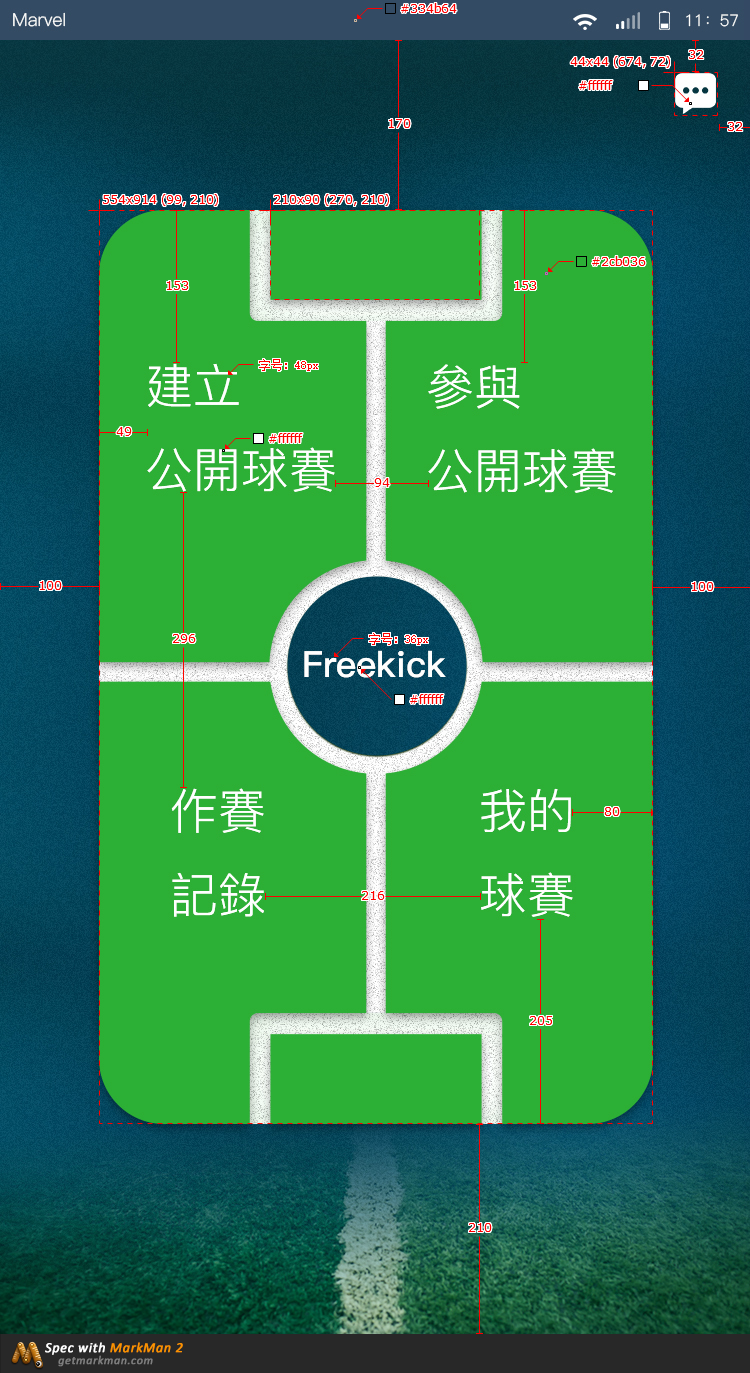 Marvel
#334b64
11: 57
44x44 (674, 72)
32
#ffffff
170
32
554x914 (99, 210)
210x90 (270, 210)
#2cb036
153
153
字号: 48px
建立
參與
49
#ffffff
公開球賽
94
公開球賽
100
100
296
字号: 36px
Freekick
#ffffff
作賽
我的
80
記錄
216
球賽
205
210
Spec with MarkMan 2
getmarkman.com